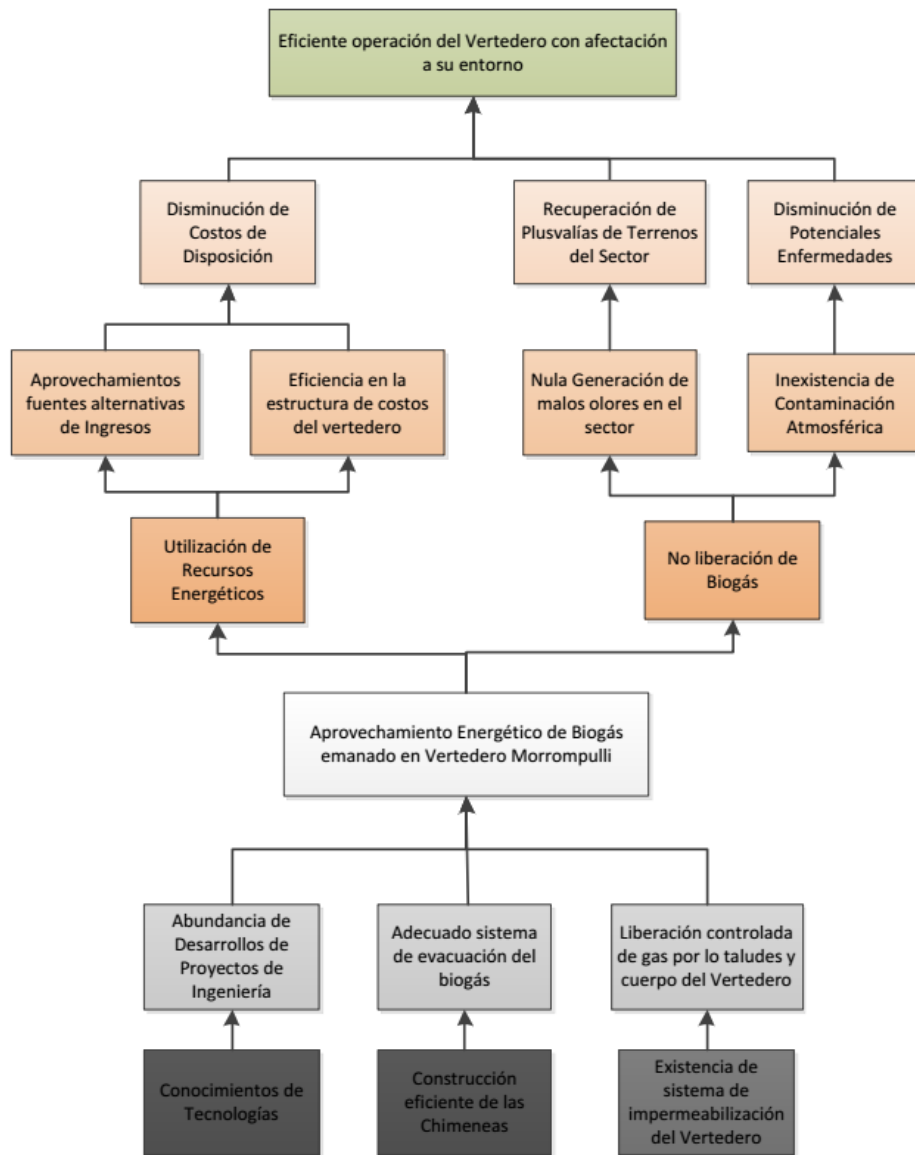 Eficiente operación del Vertedero con afectación
a su entorno
Disminución de
Costos de
Disposición
Recuperación de
Plusvalías de Terrenos
del Sector
Disminución de
Potenciales
Enfermedades
Aprovechamientos
fuentes alternativas
de Ingresos
Eficiencia en la
estructura de costos
del vertedero
Nula Generación de
malos olores en el
sector
Inexistencia de
Contaminación
Atmosférica
Utilización de
Recursos
Energéticos
No liberación de
Biogás
Aprovechamiento Energético de Biogás
emanado en Vertedero Morrompulli
Abundancia de
Desarrollos de
Proyectos de
Ingeniería
Adecuado sistema
de evacuación del
biogás
Liberación controlada
de gas por lo taludes y
cuerpo del Vertedero
Conocimientos de
Tecnologías
Construcción
eficiente de las
Chimeneas
Existencia de
sistema de
impermeabilización
del Vertedero